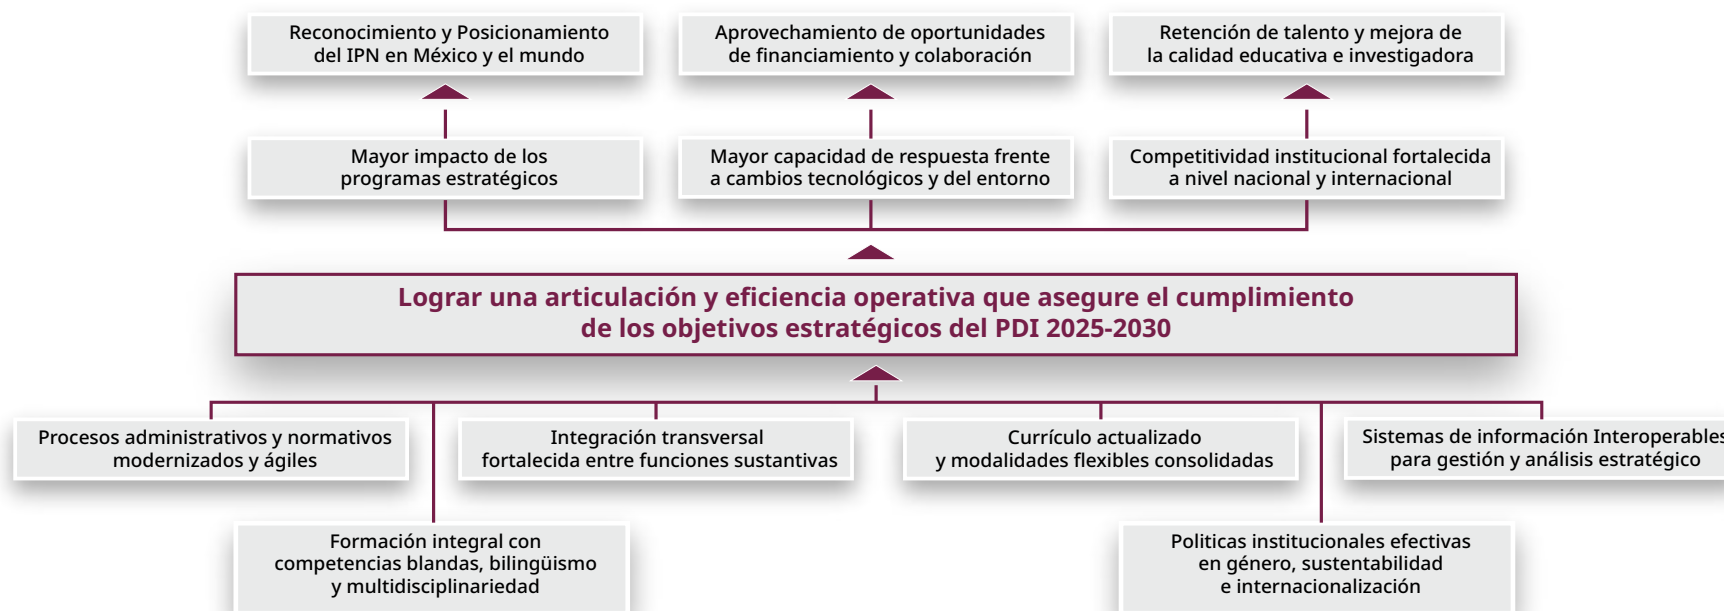 Reconocimiento y Posicionamiento
del IPN en México y el mundo
Aprovechamiento de oportunidades
de financiamiento y colaboración
Retención de talento y mejora de
la calidad educativa e investigadora
Mayor impacto de los
programas estratégicos
Mayor capacidad de respuesta frente
a cambios tecnológicos y del entorno
Competitividad institucional fortalecida
a nivel nacional y internacional
Lograr una articulación y eficiencia operativa que asegure el cumplimiento
de los objetivos estratégicos del PDI 2025-2030
Procesos administrativos y normativos
modernizados y ágiles
Integración transversal
fortalecida entre funciones sustantivas
Currículo actualizado
y modalidades flexibles consolidadas
Sistemas de información Interoperables
para gestión y análisis estratégico
Formación integral con
competencias blandas, bilingüismo
y multidisciplinariedad
Politicas institucionales efectivas
en género, sustentabilidad
e internacionalización